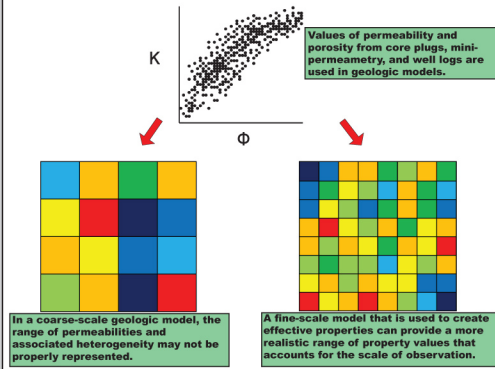 K
Values of permeability and
porosity from core plugs, mini-
permeametry, and well logs are
used in geologic models.
Φ
In a coarse-scale geologic model, the
range of permeabilities and
associated heterogeneity may not be
properly represented.
A fine-scale model that is used to create
effective properties can provide a more
realistic range of property values that
accounts for the scale of observation.